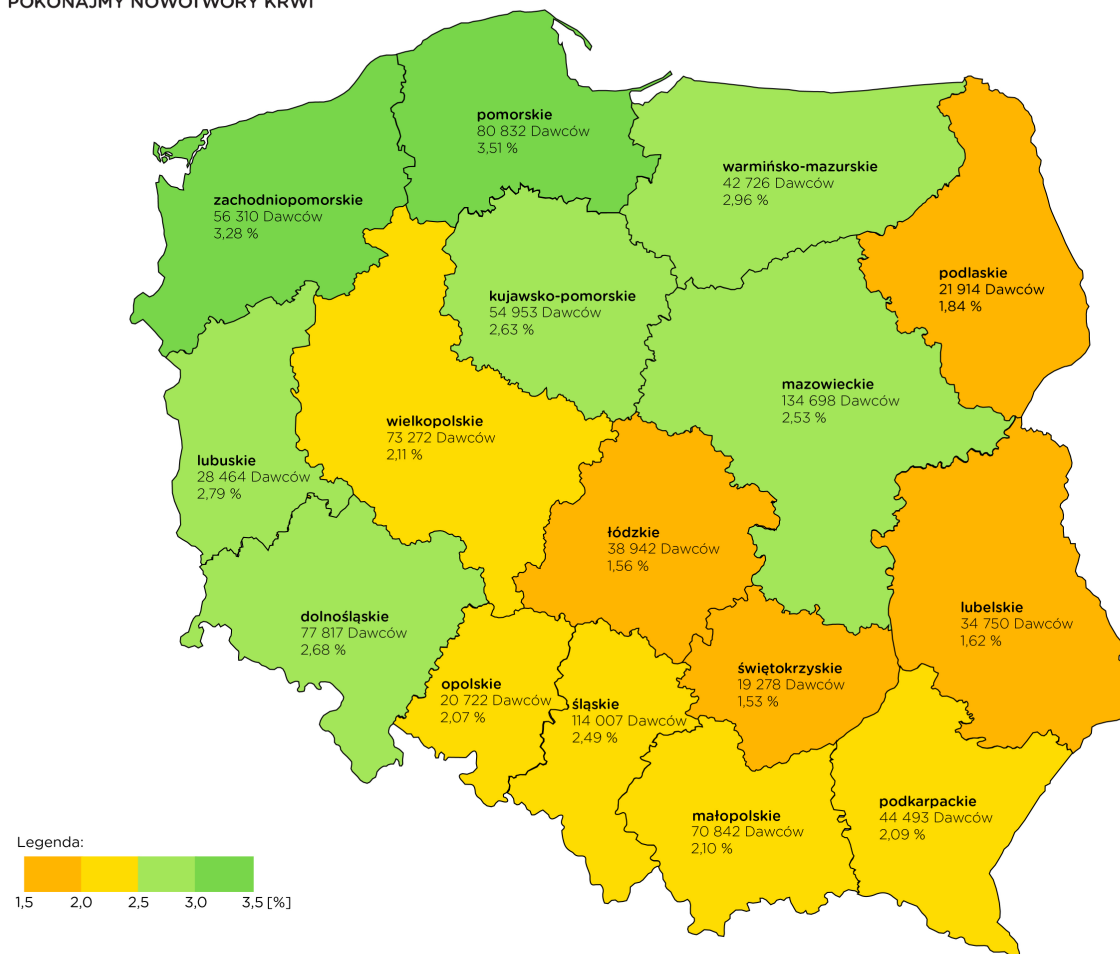 POKONAJMY NOWOTWORY KRWI
pomorskie
80 832 Dawców
3,51 %
warmińsko-mazurskie
42 726 Dawców
2,96 %
zachodniopomorskie
56 310 Dawców
3,28 %
podlaskie
21 914 Dawców
1,84 %
kujawsko-pomorskie
54 953 Dawców
2,63 %
mazowieckie
134 698 Dawców
2,53 %
wielkopolskie
73 272 Dawców
2,11 %
lubuskie
28 464 Dawców
2,79 %
łódzkie
38 942 Dawców
1,56 %
lubelskie
34 750 Dawców
1,62 %
dolnośląskie
77 817 Dawców
2,68 %
świętokrzyskie
19 278 Dawców
1,53 %
opolskie
20 722 Dawców
2,07 %
śląskie
114 007 Dawców
2,49 %
podkarpackie
44 493 Dawców
2,09 %
małopolskie
70 842 Dawców
2,10 %
Legenda:
1,5 2,0 2,5 3,0 3,5 [%]